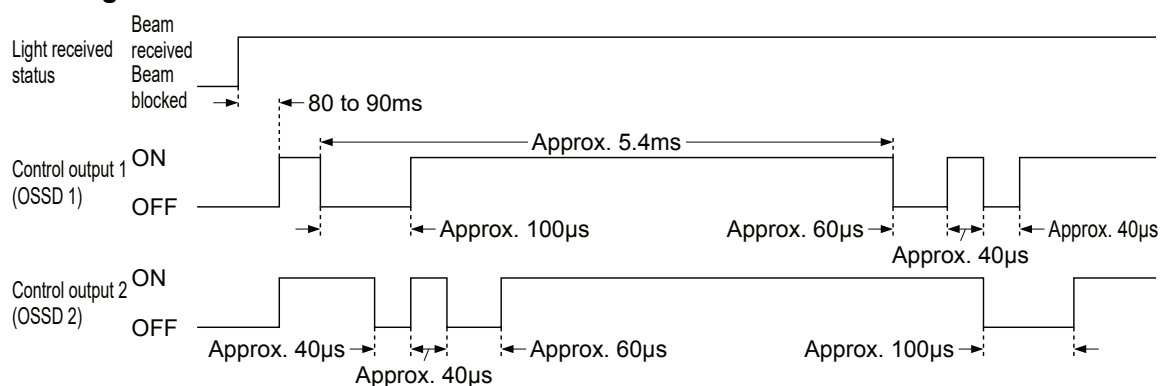 Light received
status
Beam
received
Beam
blocked
80 to 90ms
Approx. 5.4ms
Control output 1
(OSSD 1)
ON
OFF
Approx. 100µs
Approx. 60µs
Approx. 40µs
Approx. 40µs
Control output 2
(OSSD 2)
ON
OFF
Approx. 40µs
Approx. 60µs
Approx. 100µs
Approx. 40µs